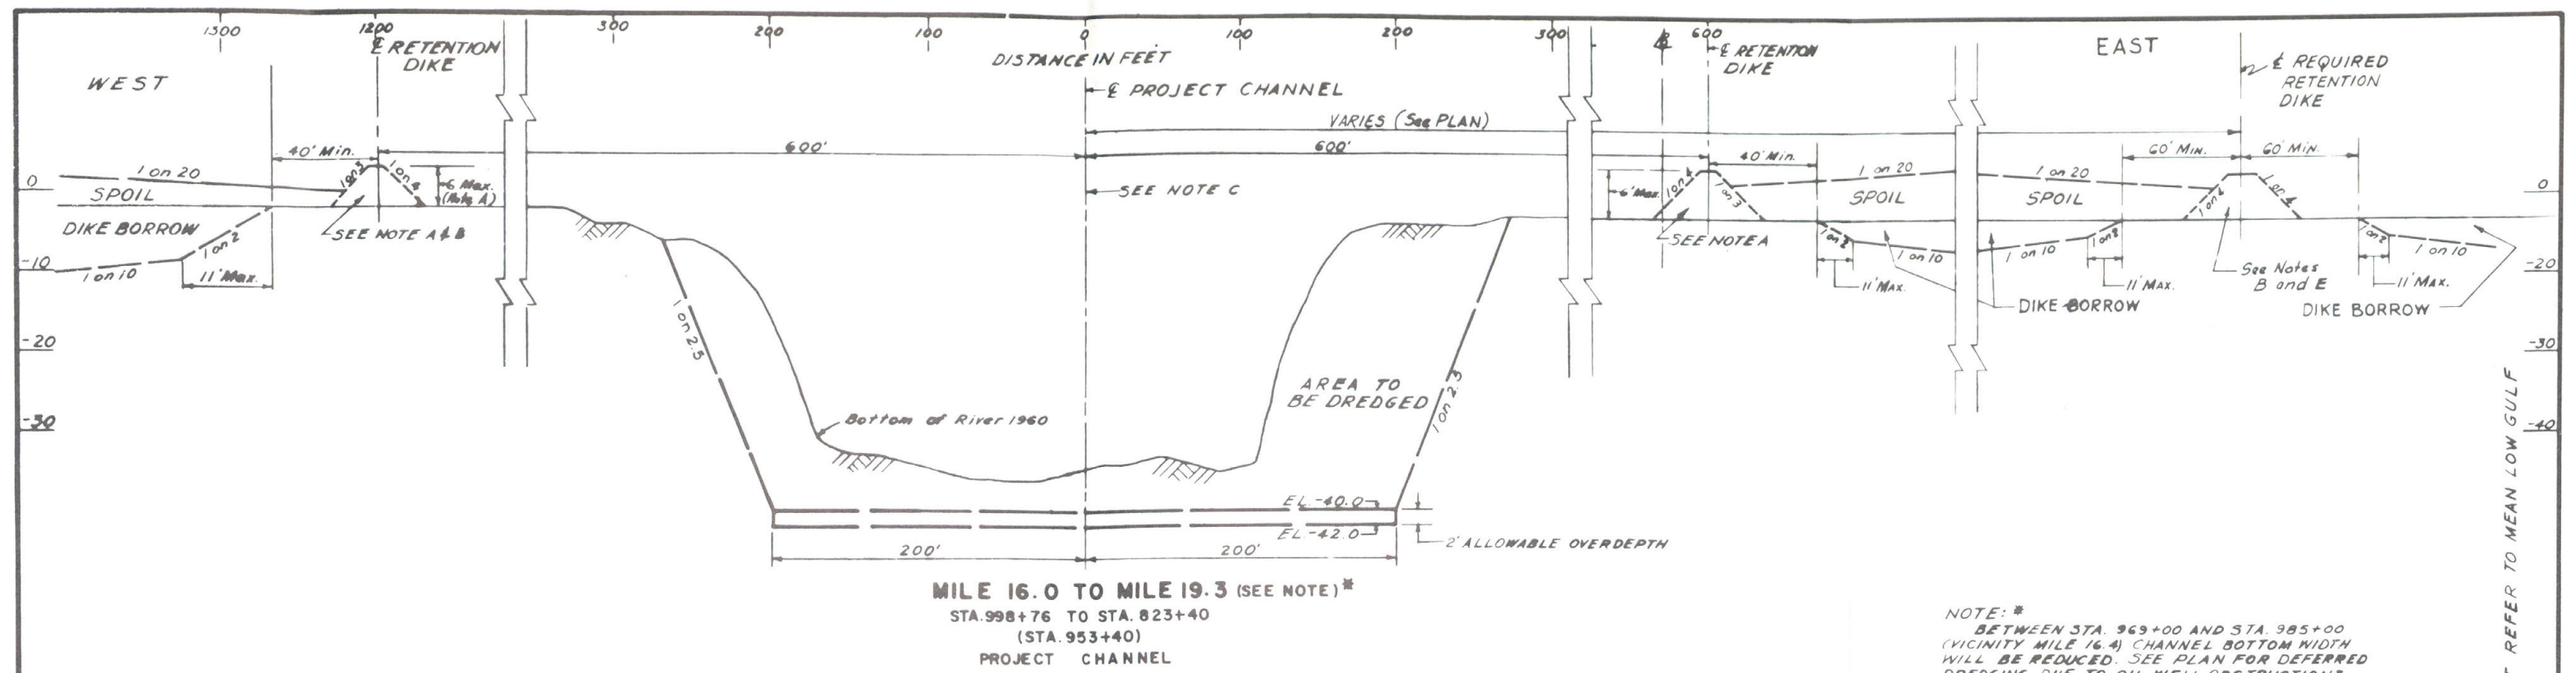 1300 1200 300 200 100 0 100 200 300 600
DISTANCE IN FEET
WEST
℄ RETENTION
DIKE
℄ PROJECT CHANNEL
℄ RETENTION
DIKE
EAST
℄ REQUIRED
RETENTION
DIKE
VARIES (See PLAN)
40' Min.
600'
600'
40' Min.
60' MIN.
60' MIN.
1 on 20
SPOIL
1 on 3
1 on 4
6 Max.
(Note A)
SEE NOTE C
6' Max.
1 on 4
1 on 3
1 on 20
SPOIL
1 on 20
SPOIL
1 on 4
1 on 4
DIKE BORROW
1 on 2
SEE NOTE A & B
1 on 10
11' Max.
SEE NOTE A
1 on 2
1 on 10
11' MAX.
1 on 10
1 on 2
11' MAX.
DIKE BORROW
See Notes
B and E
1 on 2
1 on 10
11' MAX.
DIKE BORROW
0
-10
-20
-30
0
-20
-30
-40
1 on 2.5
Bottom of River 1960
AREA TO
BE DREDGED
EL.-40.0
EL.-42.0
2' ALLOWABLE OVERDEPTH
200'
200'
MILE 16.0 TO MILE 19.3 (SEE NOTE)*
STA.998+76 TO STA. 823+40
(STA.953+40)
PROJECT CHANNEL
NOTE: *
BETWEEN STA. 969+00 AND STA. 985+00
(VICINITY MILE 16.4) CHANNEL BOTTOM WIDTH
WILL BE REDUCED. SEE PLAN FOR DEFERRED
DREDGING DUE TO OIL WELL OBSTRUCTIONS
REFER TO MEAN LOW GULF